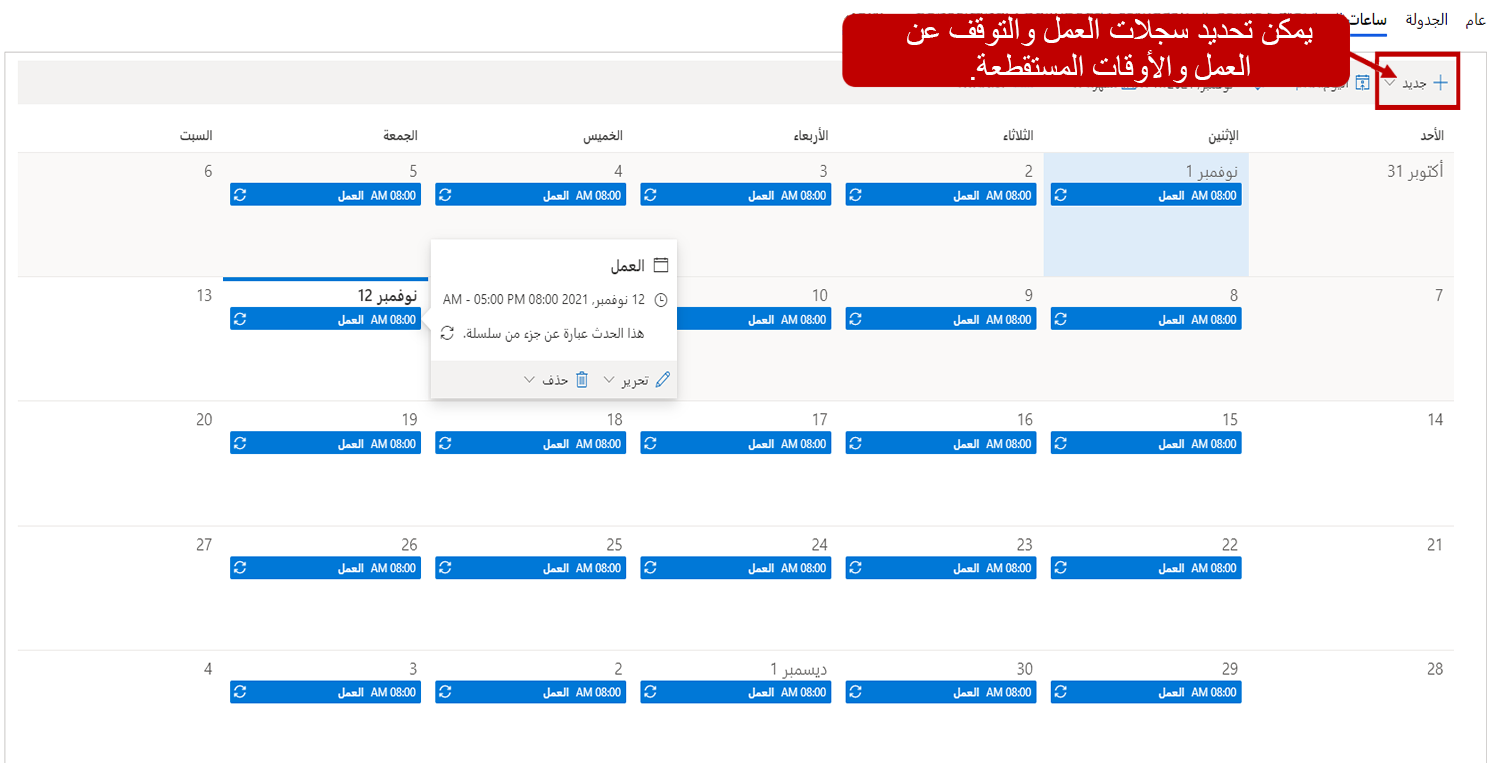 عام الجدولة ساعات
يمكن تحديد سجلات العمل والتوقف عن
العمل والأوقات المستقطعة.
جديد
الأحد الإثنين الثلاثاء الأربعاء الخميس الجمعة السبت
أكتوبر 31 نوفمبر 1 2 3 4 5 6
08:00 AM العمل 08:00 AM العمل 08:00 AM العمل 08:00 AM العمل 08:00 AM العمل
7 8 9 10 نوفمبر 12 13
08:00 AM العمل 08:00 AM العمل 08:00 AM العمل 08:00 AM العمل
العمل
12 نوفمبر, 2021 08:00 AM - 05:00 PM
هذا الحدث عبارة عن جزء من سلسلة.
تحرير حذف
14 15 16 17 18 19 20
08:00 AM العمل 08:00 AM العمل 08:00 AM العمل 08:00 AM العمل 08:00 AM العمل
21 22 23 24 25 26 27
08:00 AM العمل 08:00 AM العمل 08:00 AM العمل 08:00 AM العمل 08:00 AM العمل
28 29 30 ديسمبر 1 2 3 4
08:00 AM العمل 08:00 AM العمل 08:00 AM العمل 08:00 AM العمل 08:00 AM العمل